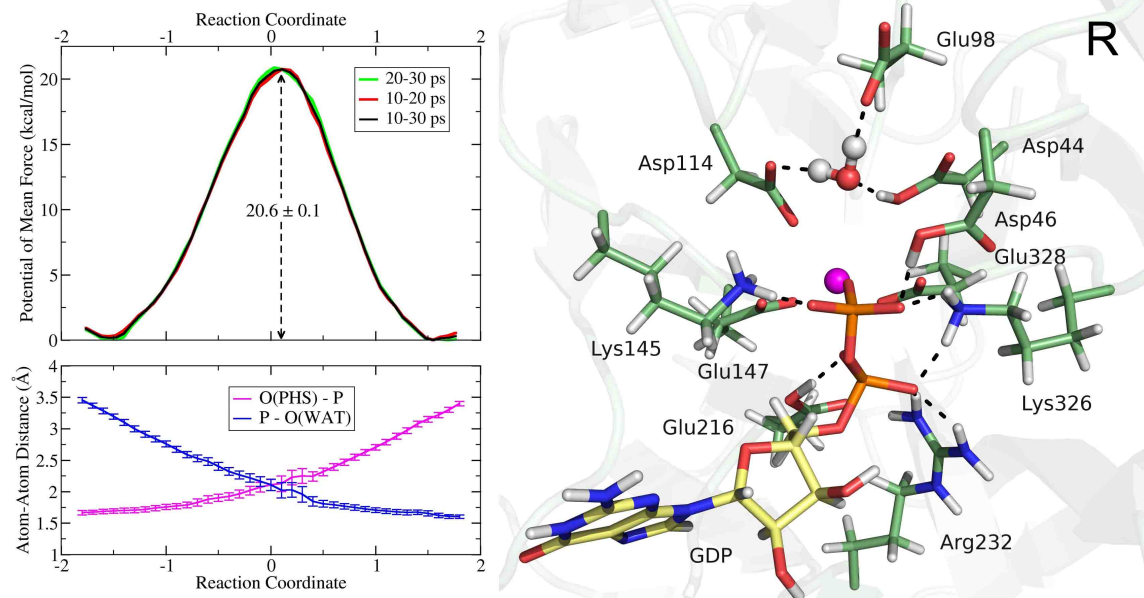 Reaction Coordinate
-2 -1 0 1 2
Potential of Mean Force (kcal/mol)
20
15
10
5
0
20-30 ps
10-20 ps
10-30 ps
20.6 ± 0.1
Atom-Atom Distance (Å)
4
3.5
3
2.5
2
1.5
1
O(PHS) - P
P - O(WAT)
-2 -1 0 1 2
Reaction Coordinate
R
Glu98
Asp114
Asp44
Asp46
Glu328
Lys145
Glu147
Lys326
Glu216
Arg232
GDP